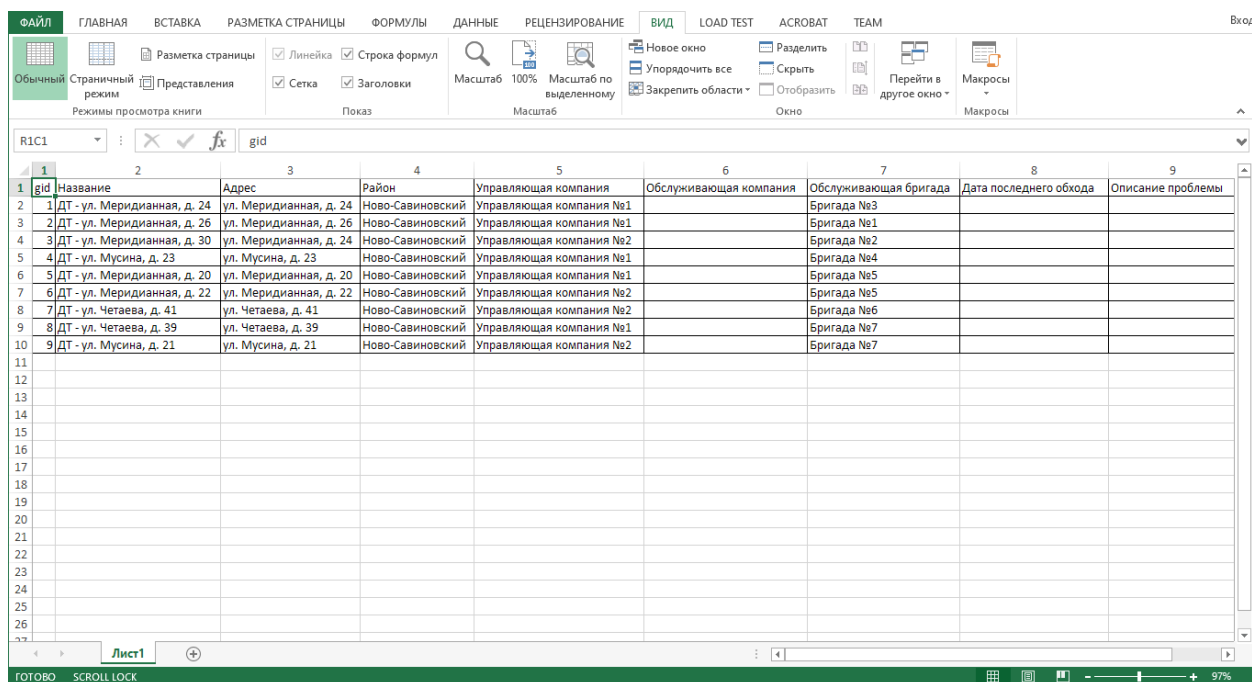 ФАЙЛ ГЛАВНАЯ ВСТАВКА РАЗМЕТКА СТРАНИЦЫ ФОРМУЛЫ ДАННЫЕ РЕЦЕНЗИРОВАНИЕ ВИД LOAD TEST ACROBAT TEAM Вход
Обычный
Страничный режим
Разметка страницы
Представления
Режимы просмотра книги
Линейка
Строка формул
Сетка
Заголовки
Показ
Масштаб
100
100%
Масштаб по выделенному
Масштаб
Новое окно
Упорядочить все
Закрепить области
Разделить
Скрыть
Отобразить
Перейти в другое окно
Окно
Макросы
Макросы
R1C1 fx gid
1 2 3 4 5 6 7 8 9
1 gid Название Адрес Район Управляющая компания Обслуживающая компания Обслуживающая бригада Дата последнего обхода Описание проблемы
2 1 ДТ - ул. Меридианная, д. 24 ул. Меридианная, д. 24 Ново-Савиновский Управляющая компания №1 Бригада №3
3 2 ДТ - ул. Меридианная, д. 26 ул. Меридианная, д. 26 Ново-Савиновский Управляющая компания №1 Бригада №1
4 3 ДТ - ул. Меридианная, д. 30 ул. Меридианная, д. 24 Ново-Савиновский Управляющая компания №2 Бригада №2
5 4 ДТ - ул. Мусина, д. 23 ул. Мусина, д. 23 Ново-Савиновский Управляющая компания №1 Бригада №4
6 5 ДТ - ул. Меридианная, д. 20 ул. Меридианная, д. 20 Ново-Савиновский Управляющая компания №1 Бригада №5
7 6 ДТ - ул. Меридианная, д. 22 ул. Меридианная, д. 22 Ново-Савиновский Управляющая компания №2 Бригада №5
8 7 ДТ - ул. Четаева, д. 41 ул. Четаева, д. 41 Ново-Савиновский Управляющая компания №2 Бригада №6
9 8 ДТ - ул. Четаева, д. 39 ул. Четаева, д. 39 Ново-Савиновский Управляющая компания №1 Бригада №7
10 9 ДТ - ул. Мусина, д. 21 ул. Мусина, д. 21 Ново-Савиновский Управляющая компания №2 Бригада №7
11
12
13
14
15
16
17
18
19
20
21
22
23
24
25
26
27
Лист1
ГОТОВО SCROLL LOCK 97%